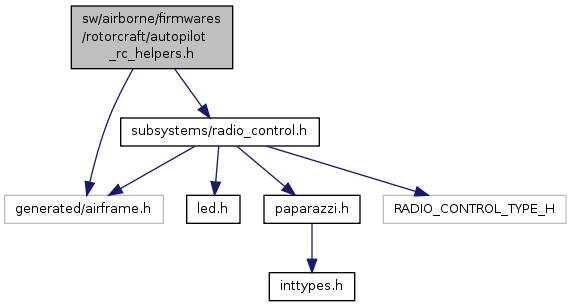 sw/airborne/firmwares
/rotorcraft/autopilot
_rc_helpers.h
subsystems/radio_control.h
generated/airframe.h
led.h
paparazzi.h
RADIO_CONTROL_TYPE_H
inttypes.h